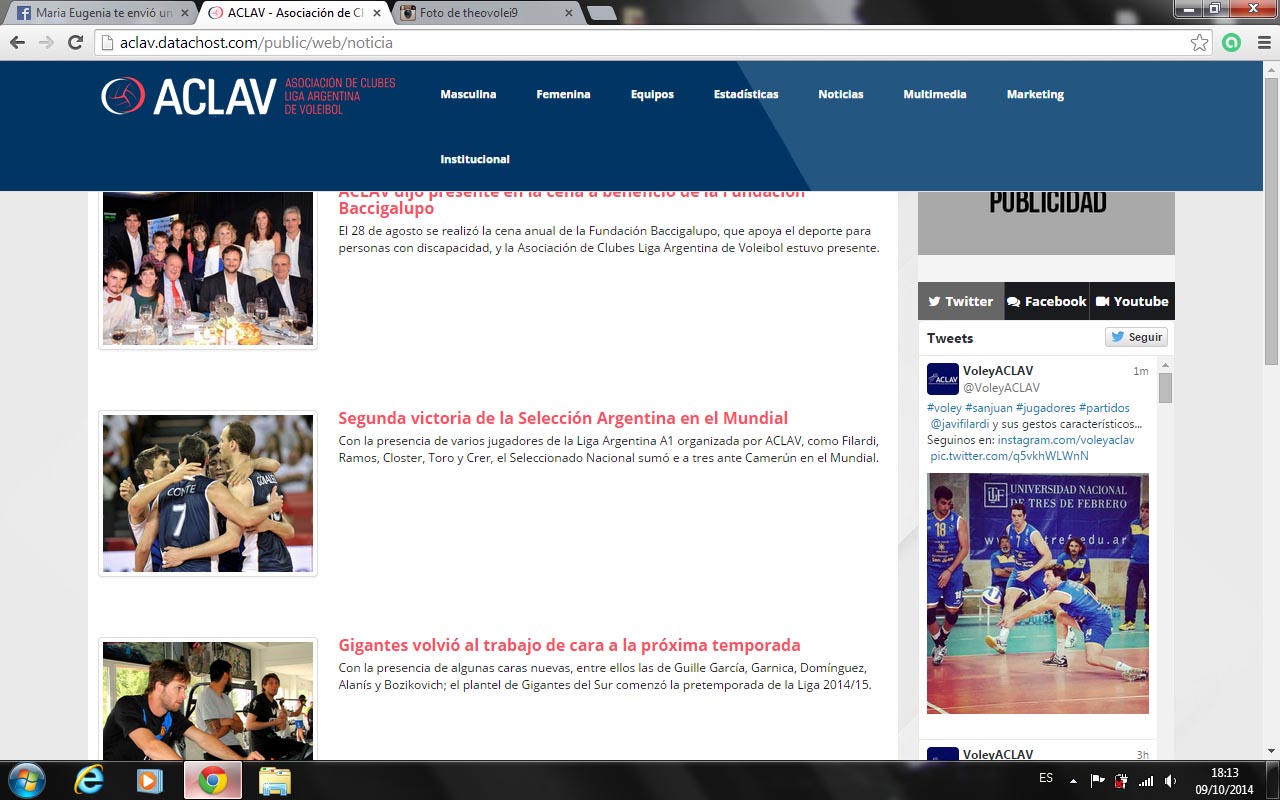 Maria Eugenia te envió un
ACLAV - Asociación de Cl
Foto de theovolei9
aclav.datachost.com/public/web/noticia
ACLAV
ASOCIACIÓN DE CLUBES
LIGA ARGENTINA
DE VOLEIBOL
Masculina Femenina Equipos Estadísticas Noticias Multimedia Marketing
Institucional
ACLAV dijo presente en la cena a beneficio de la Fundación
Baccigalupo
El 28 de agosto se realizó la cena anual de la Fundación Baccigalupo, que apoya el deporte para
personas con discapacidad, y la Asociación de Clubes Liga Argentina de Voleibol estuvo presente.
Segunda victoria de la Selección Argentina en el Mundial
Con la presencia de varios jugadores de la Liga Argentina A1 organizada por ACLAV, como Filardi,
Ramos, Closter, Toro y Crer, el Seleccionado Nacional sumó e a tres ante Camerún en el Mundial.
CONTE
7
GONZALEZ
Gigantes volvió al trabajo de cara a la próxima temporada
Con la presencia de algunas caras nuevas, entre ellos las de Guille García, Garnica, Domínguez,
Alanís y Bozikovich; el plantel de Gigantes del Sur comenzó la pretemporada de la Liga 2014/15.
PUBLICIDAD
Twitter Facebook Youtube
Tweets
Seguir
ACLAV
VoleyACLAV 1m
@VoleyACLAV
#voley #sanjuan #jugadores #partidos
@javifilardi y sus gestos característicos...
Seguinos en: instagram.com/voleyaclav
pic.twitter.com/q5vkhWLWnN
UNIVERSIDAD NACIONAL
DE TRES DE FEBRERO
tref.edu.ar
18
VoleyACLAV 3h
ES
18:13
09/10/2014